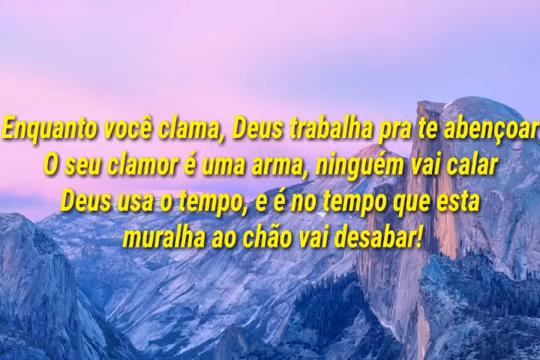 Enquanto você clama, Deus trabalha pra te abençoar
O seu clamor é uma arma, ninguém vai calar
Deus usa o tempo, e é no tempo que esta
muralha ao chão vai desabar!